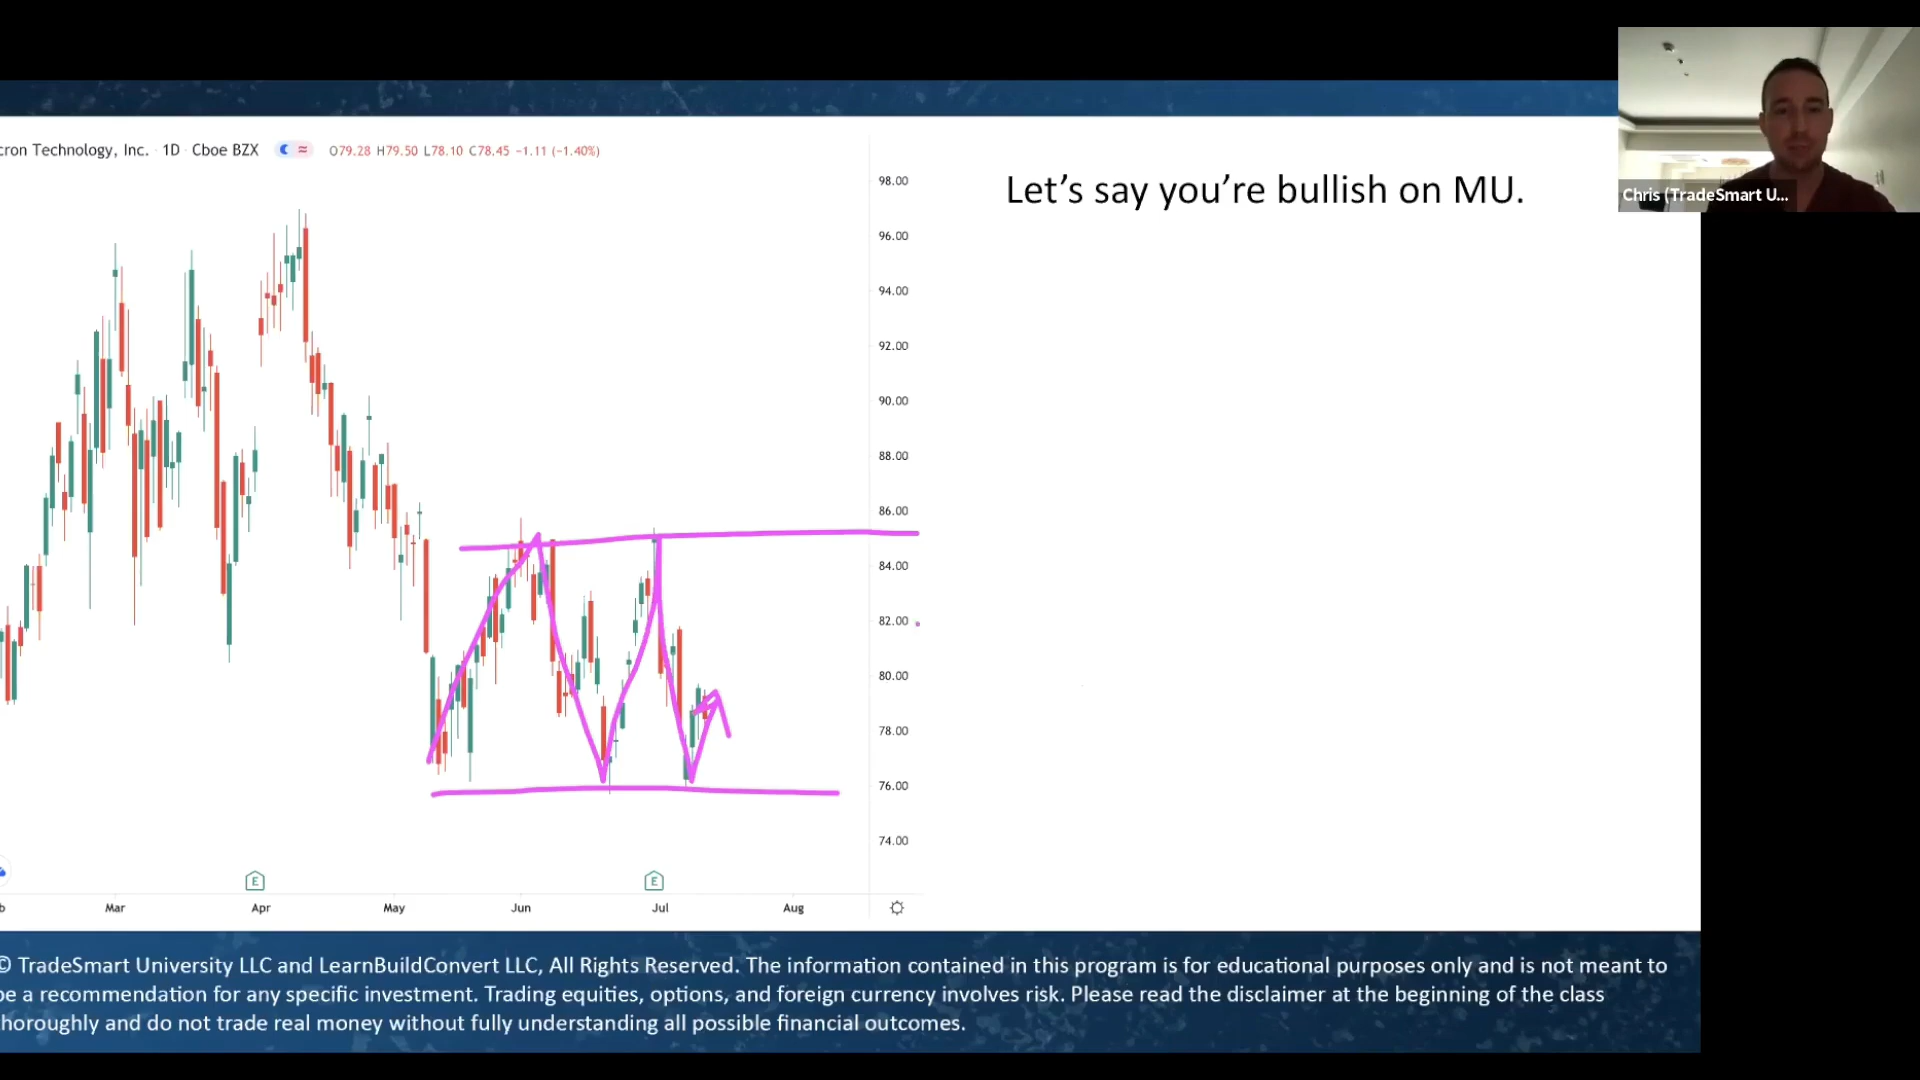 cron Technology, Inc. · 1D · Cboe BZX O79.28 H79.50 L78.10 C78.45 −1.11 (−1.40%)
Let's say you're bullish on MU.
Chris (TradeSmart U...
98.00
96.00
94.00
92.00
90.00
88.00
86.00
84.00
82.00
80.00
78.00
76.00
74.00
E
E
b
Mar
Apr
May
Jun
Jul
Aug
© TradeSmart University LLC and LearnBuildConvert LLC, All Rights Reserved. The information contained in this program is for educational purposes only and is not meant to
be a recommendation for any specific investment. Trading equities, options, and foreign currency involves risk. Please read the disclaimer at the beginning of the class
horoughly and do not trade real money without fully understanding all possible financial outcomes.